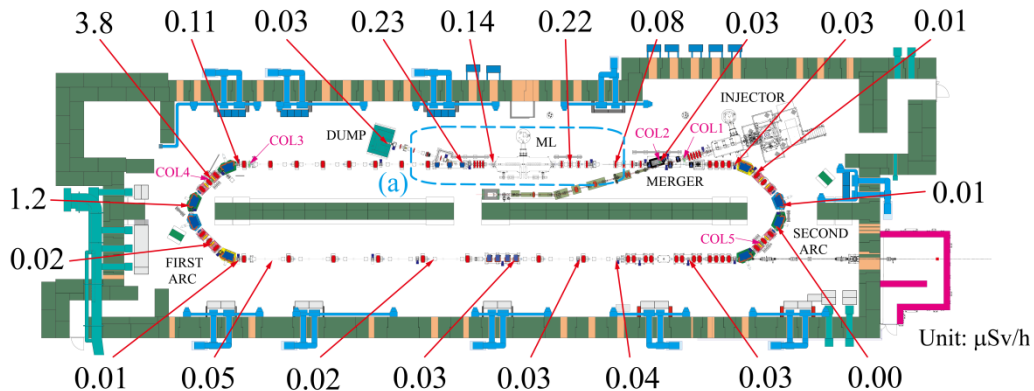 3.8 0.11 0.03 0.23 0.14 0.22 0.08 0.03 0.03 0.01
INJECTOR
DUMP ML COL2 COL1
COL3
COL4 (a) MERGER
1.2 0.01
COL5 SECOND
ARC
0.02 FIRST
ARC
Unit: μSv/h
0.01 0.05 0.02 0.03 0.03 0.04 0.03 0.00